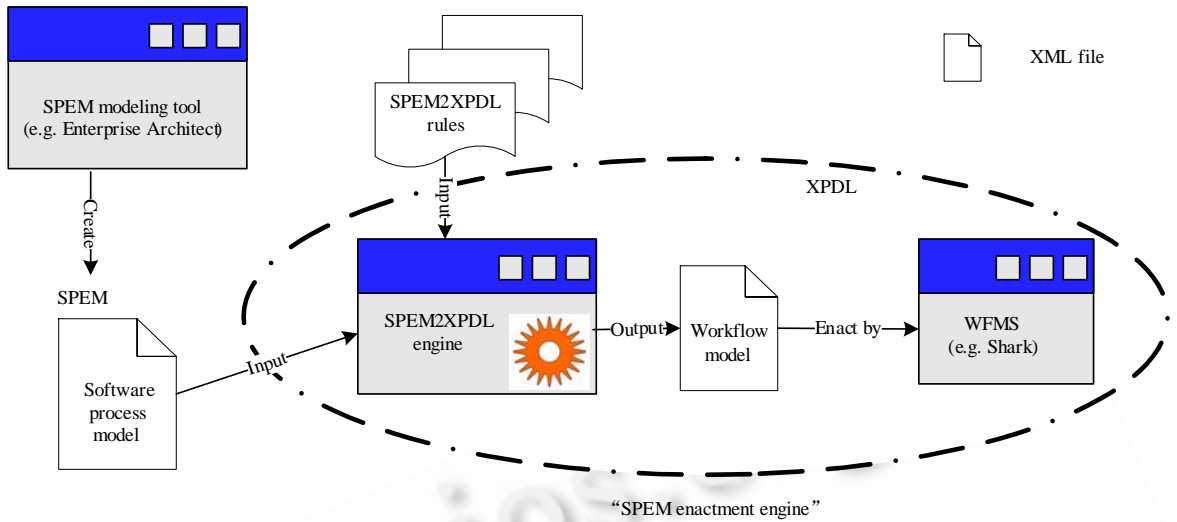 SPEM modeling tool
(e.g. Enterprise Architect)
SPEM2XPDL
rules
XML file
Create
Input
XPDL
SPEM
Software
process
model
Input
SPEM2XPDL
engine
Output
Workflow
model
Enact by
WFMS
(e.g. Shark)
“SPEM enactment engine”